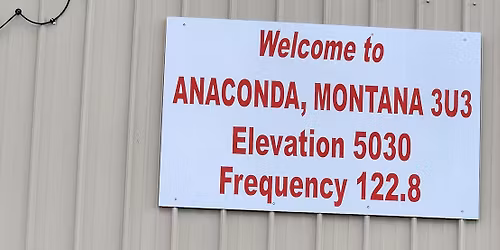 Welcome to
ANACONDA, MONTANA 3U3
Elevation 5030
Frequency 122.8